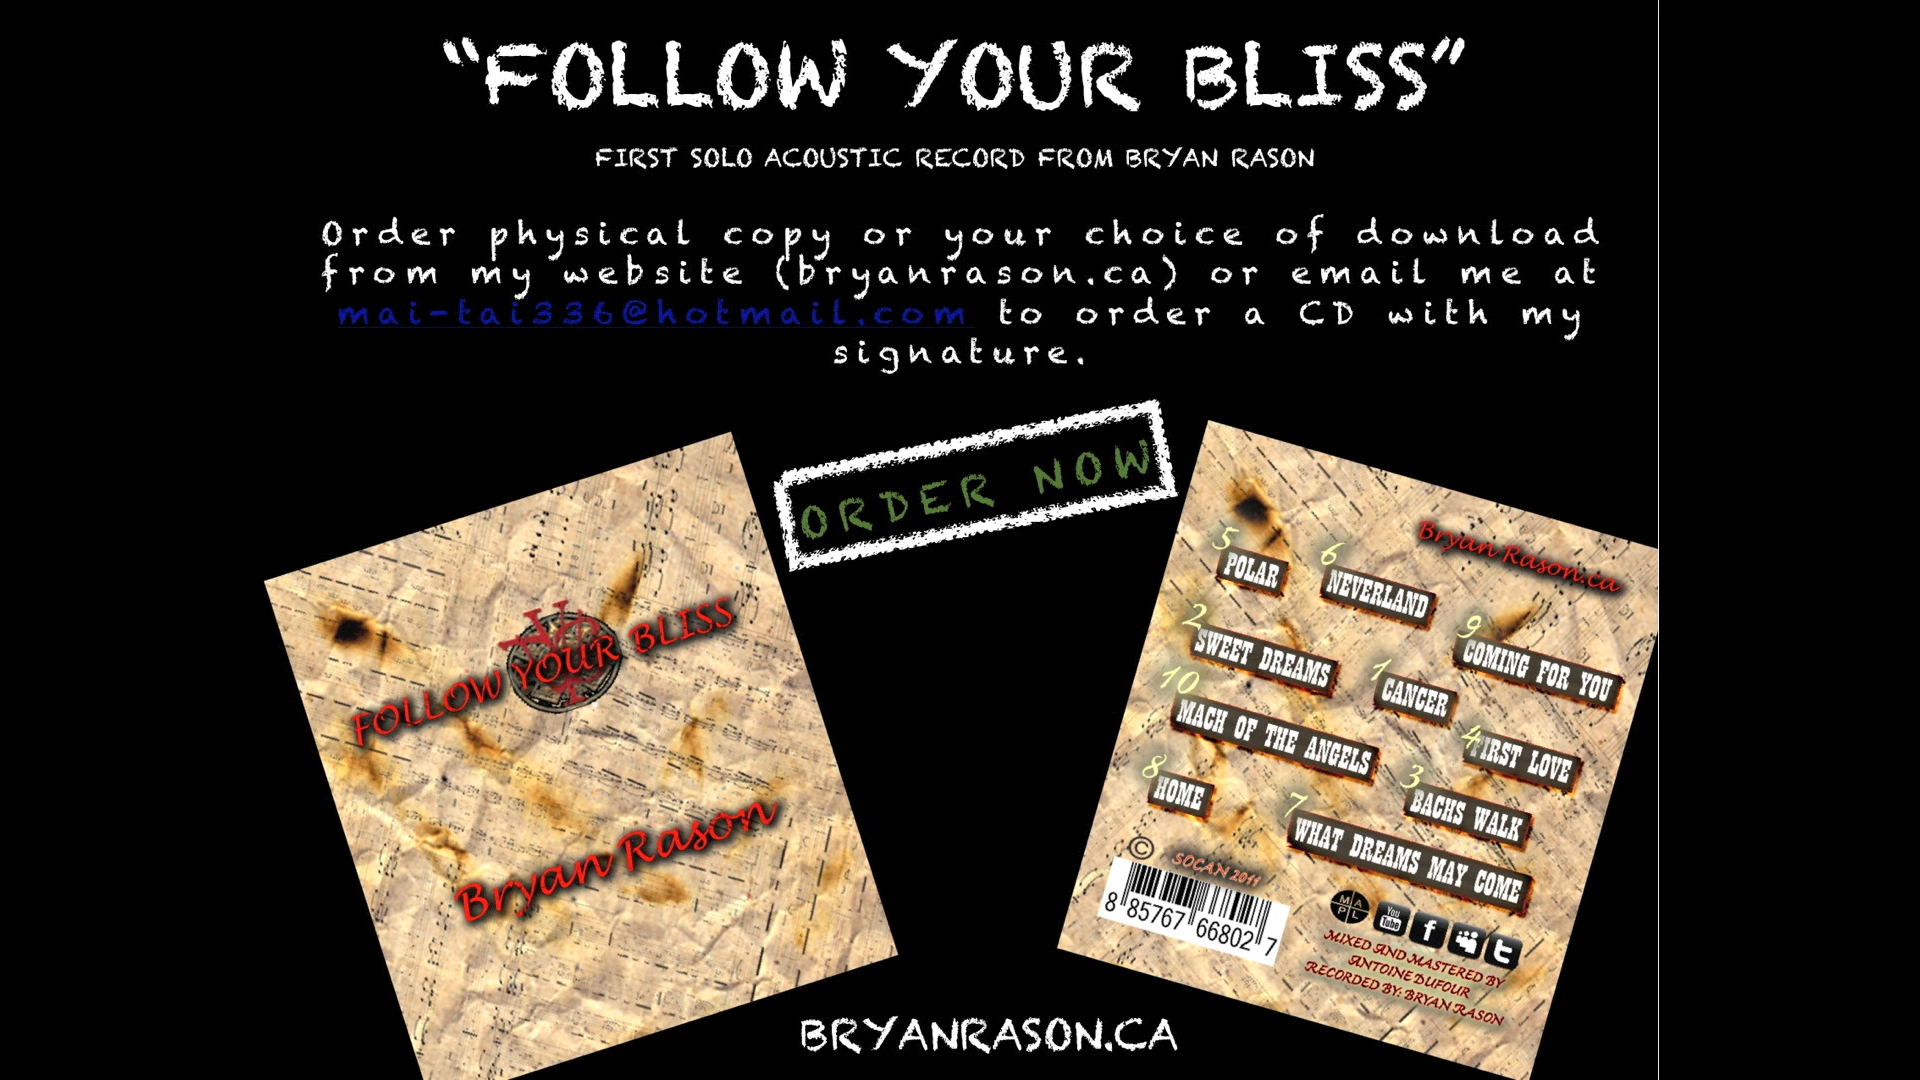 “FOLLOW YOUR BLISS”
FIRST SOLO ACOUSTIC RECORD FROM BRYAN RASON
Order physical copy or your choice of download
from my website (bryanrason.ca) or email me at
mai-tai336@hotmail.com to order a CD with my
signature.
ORDER NOW
FOLLOW YOUR BLISS
Bryan Rason
Bryan Rason.ca
5
POLAR
6
NEVERLAND
9
COMING FOR YOU
2
SWEET DREAMS
1
CANCER
10
MACH OF THE ANGELS
4
FIRST LOVE
8
HOME
3
BACHS WALK
7
WHAT DREAMS MAY COME
© SOCAN 2011
8 85767 66802 7
MAPL
You Tube
f
t
MIXED AND MASTERED BY
ANTOINE DUFOUR
RECORDED BY: BRYAN RASON
BRYANRASON.CA